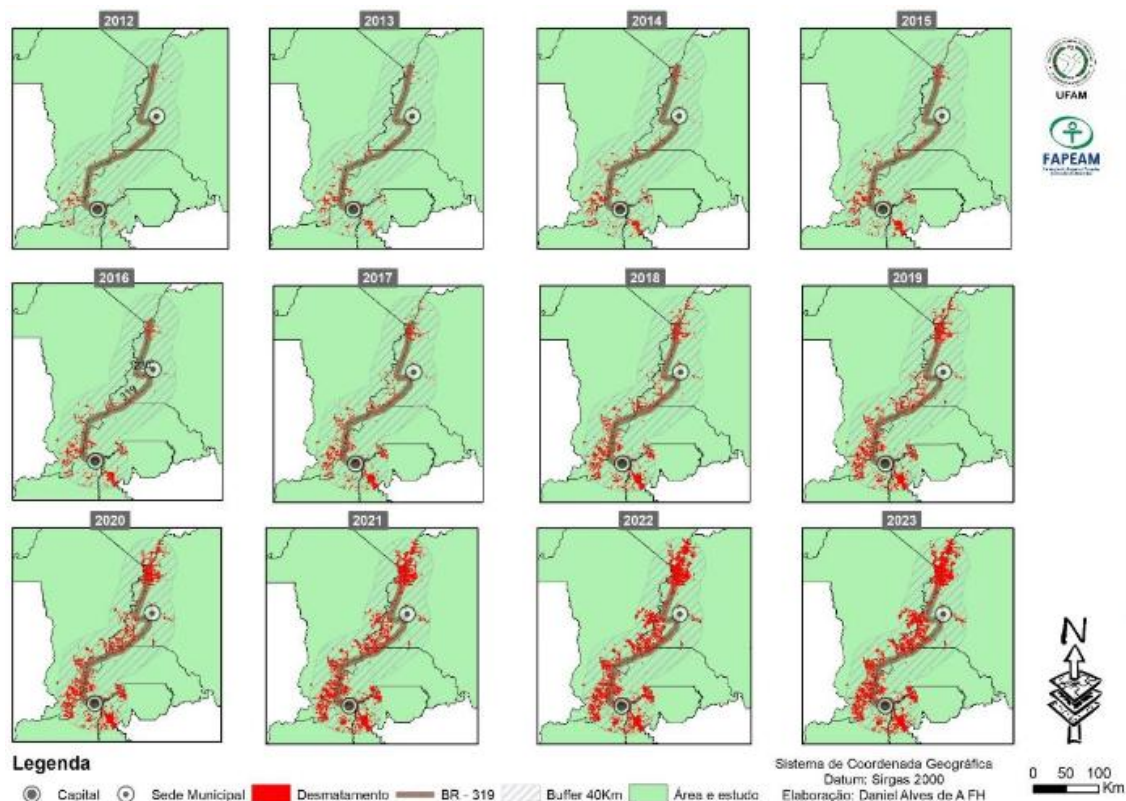 2012
2013
2014
2015
UFAM
FAPEAM
2016
2017
2018
2019
319
2020
2021
2022
2023
N
Legenda
Capital
Sede Municipal
Desmatamento
BR - 319
Buffer 40Km
Área e estudo
Sistema de Coordenada Geográfica
Datum: Sirgas 2000
Elaboração: Daniel Alves de A FH
0 50 100
Km